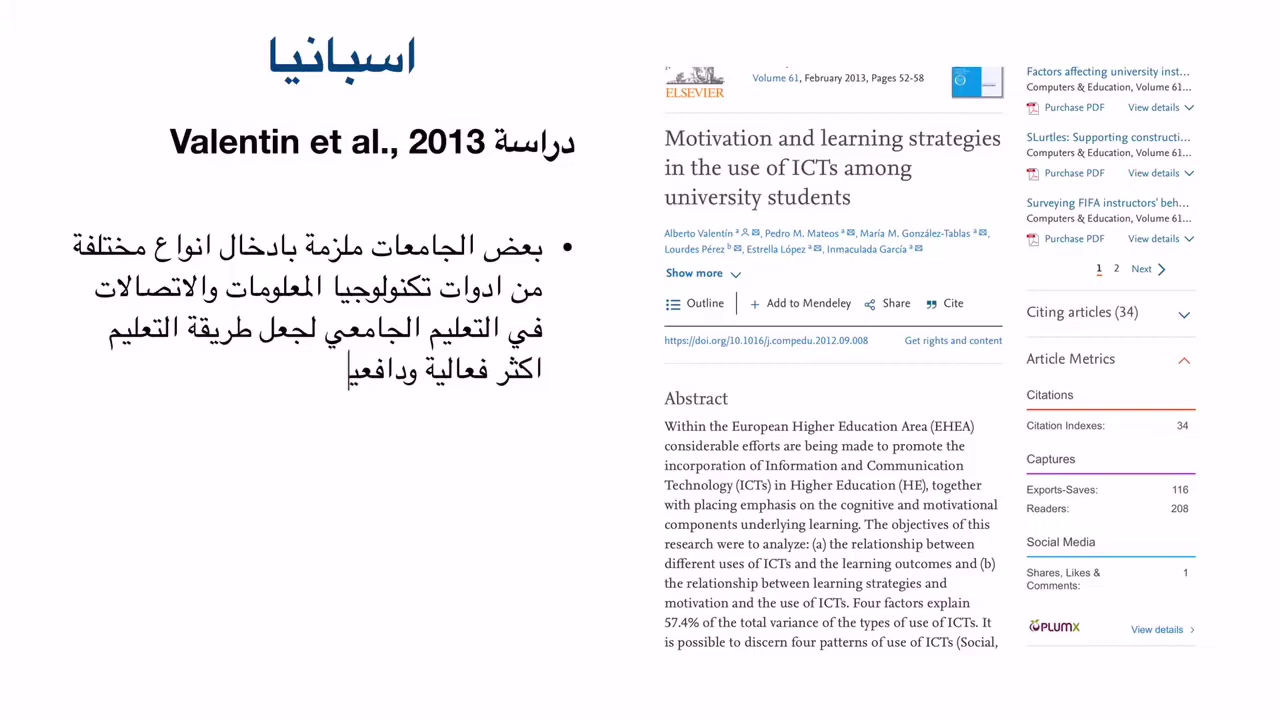 اسبانيا
دراسة Valentin et al., 2013
• بعض الجامعات ملزمة بادخال انواع مختلفة
من ادوات تكنولوجيا المعلومات والاتصالات
في التعليم الجامعي لجعل طريقة التعليم
اكثر فعالية ودافعي
ELSEVIER
Volume 61, February 2013, Pages 52-58
Motivation and learning strategies
in the use of ICTs among
university students
Alberto Valentín a, Pedro M. Mateos a, María M. González-Tablas a,
Lourdes Pérez b, Estrella López a, Inmaculada García a
Show more
Outline | + Add to Mendeley Share Cite
https://doi.org/10.1016/j.compedu.2012.09.008 Get rights and content
Abstract
Within the European Higher Education Area (EHEA)
considerable efforts are being made to promote the
incorporation of Information and Communication
Technology (ICTs) in Higher Education (HE), together
with placing emphasis on the cognitive and motivational
components underlying learning. The objectives of this
research were to analyze: (a) the relationship between
different uses of ICTs and the learning outcomes and (b)
the relationship between learning strategies and
motivation and the use of ICTs. Four factors explain
57.4% of the total variance of the types of use of ICTs. It
is possible to discern four patterns of use of ICTs (Social,
Factors affecting university inst...
Computers & Education, Volume 61...
Purchase PDF View details
SLurtles: Supporting constructi...
Computers & Education, Volume 61...
Purchase PDF View details
Surveying FIFA instructors' beh...
Computers & Education, Volume 61...
Purchase PDF View details
1 2 Next
Citing articles (34)
Article Metrics
Citations
Citation Indexes: 34
Captures
Exports-Saves: 116
Readers: 208
Social Media
Shares, Likes & 1
Comments:
PLUMX View details